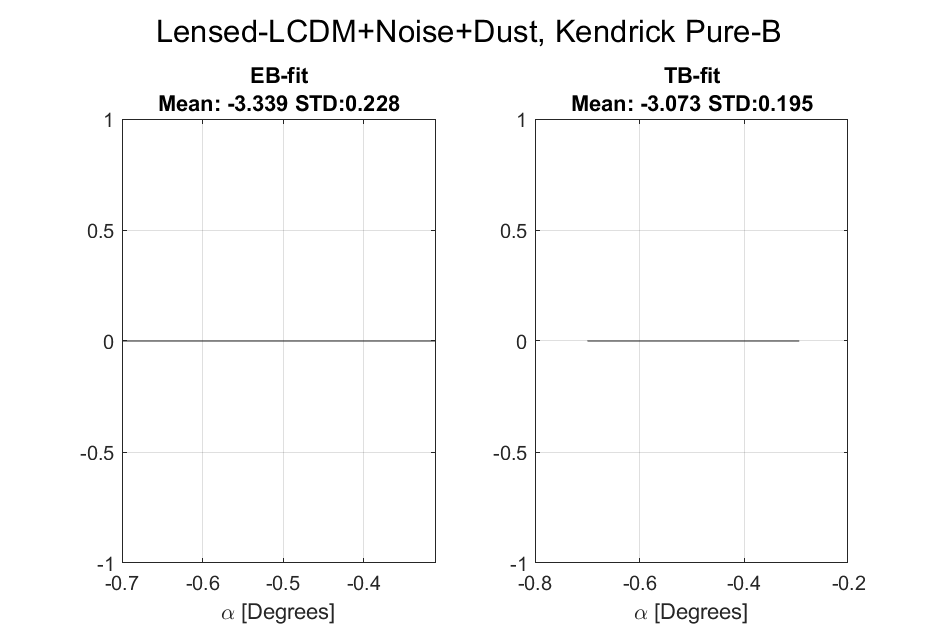 Lensed-LCDM+Noise+Dust, Kendrick Pure-B
EB-fit
Mean: -3.339 STD:0.228
1
0.5
0
-0.5
-1
-0.7 -0.6 -0.5 -0.4
α [Degrees]
TB-fit
Mean: -3.073 STD:0.195
1
0.5
0
-0.5
-1
-0.8 -0.6 -0.4 -0.2
α [Degrees]